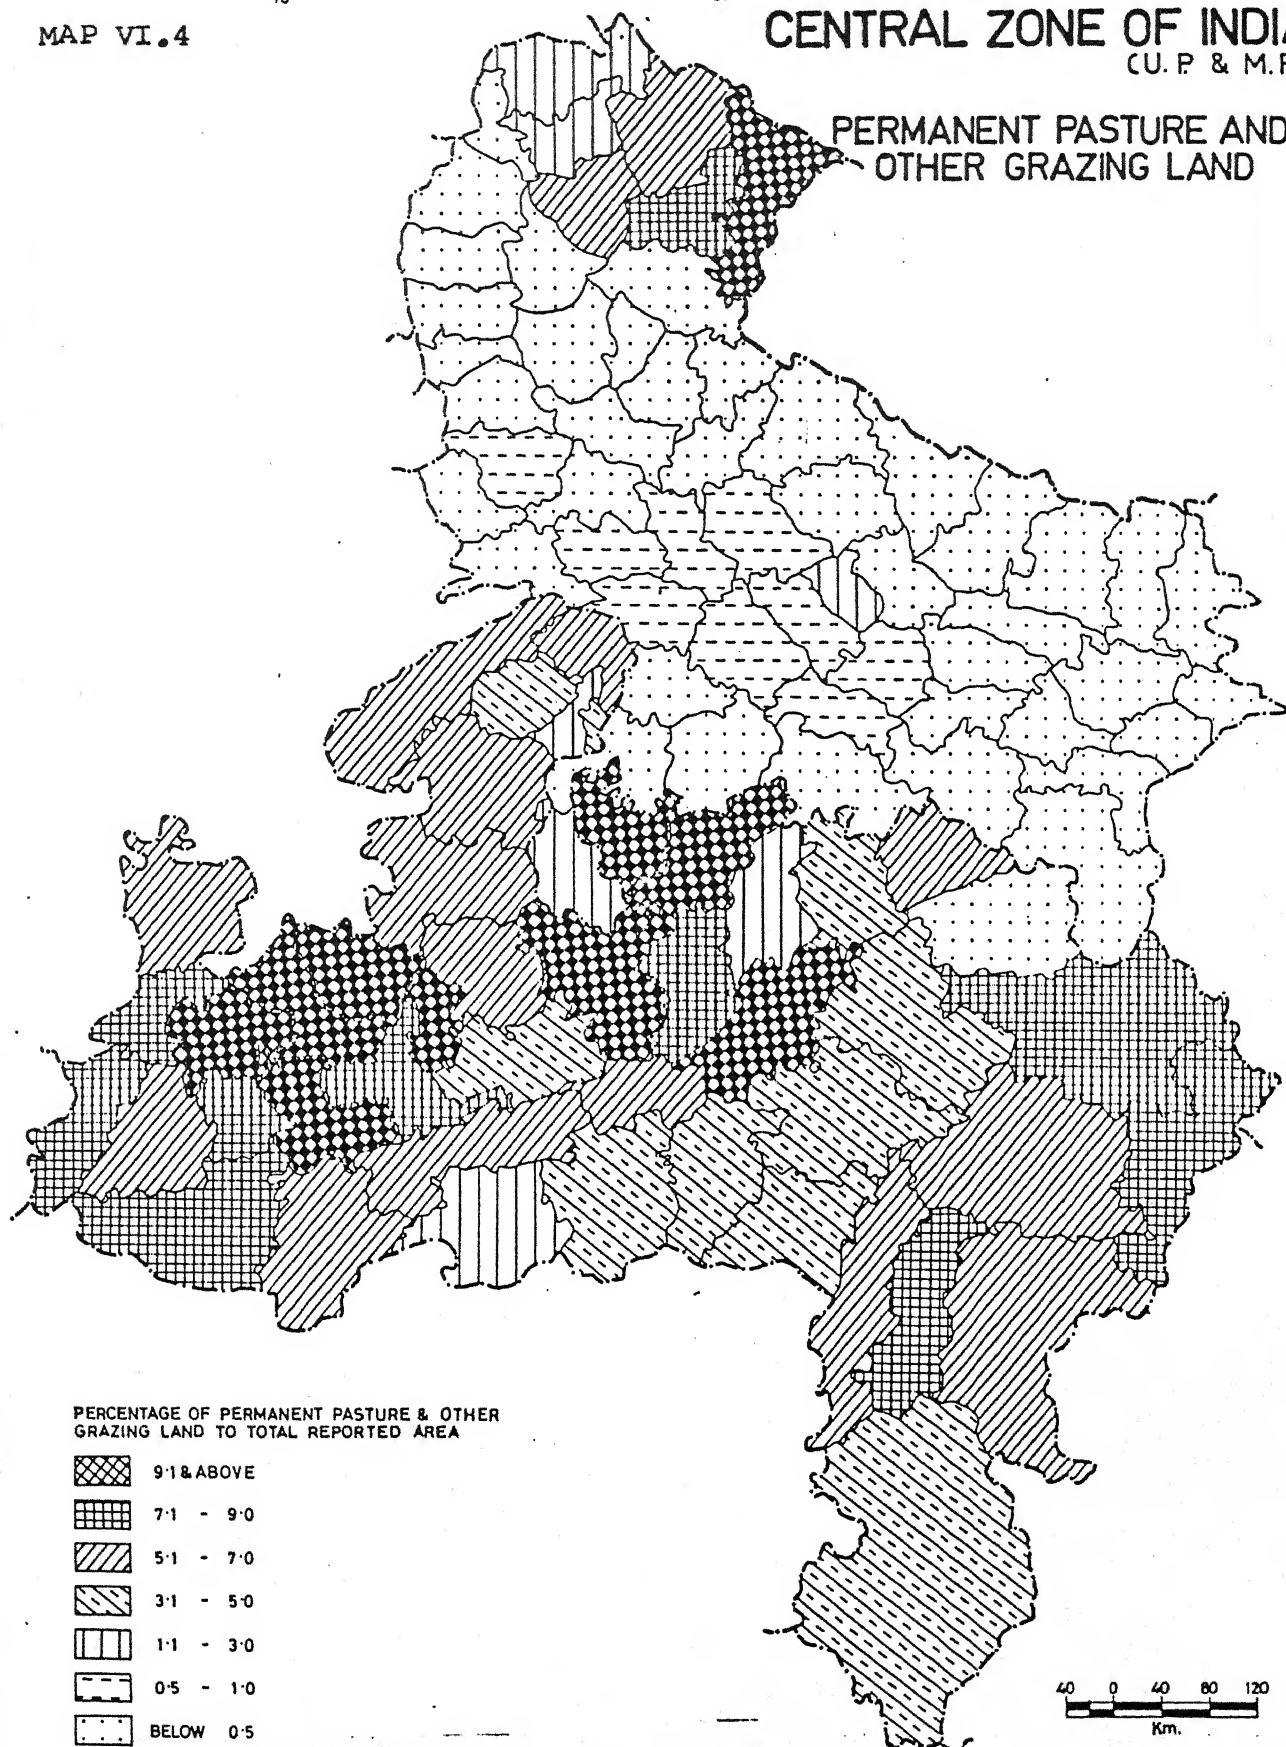 MAP VI.4
CENTRAL ZONE OF INDIA
(U.P. & M.P
PERMANENT PASTURE AND
OTHER GRAZING LAND
PERCENTAGE OF PERMANENT PASTURE & OTHER
GRAZING LAND TO TOTAL REPORTED AREA
9·1 & ABOVE
7·1 - 9·0
5·1 - 7·0
3·1 - 5·0
1·1 - 3·0
0·5 - 1·0
BELOW 0·5
40 0 40 80 120
Km.